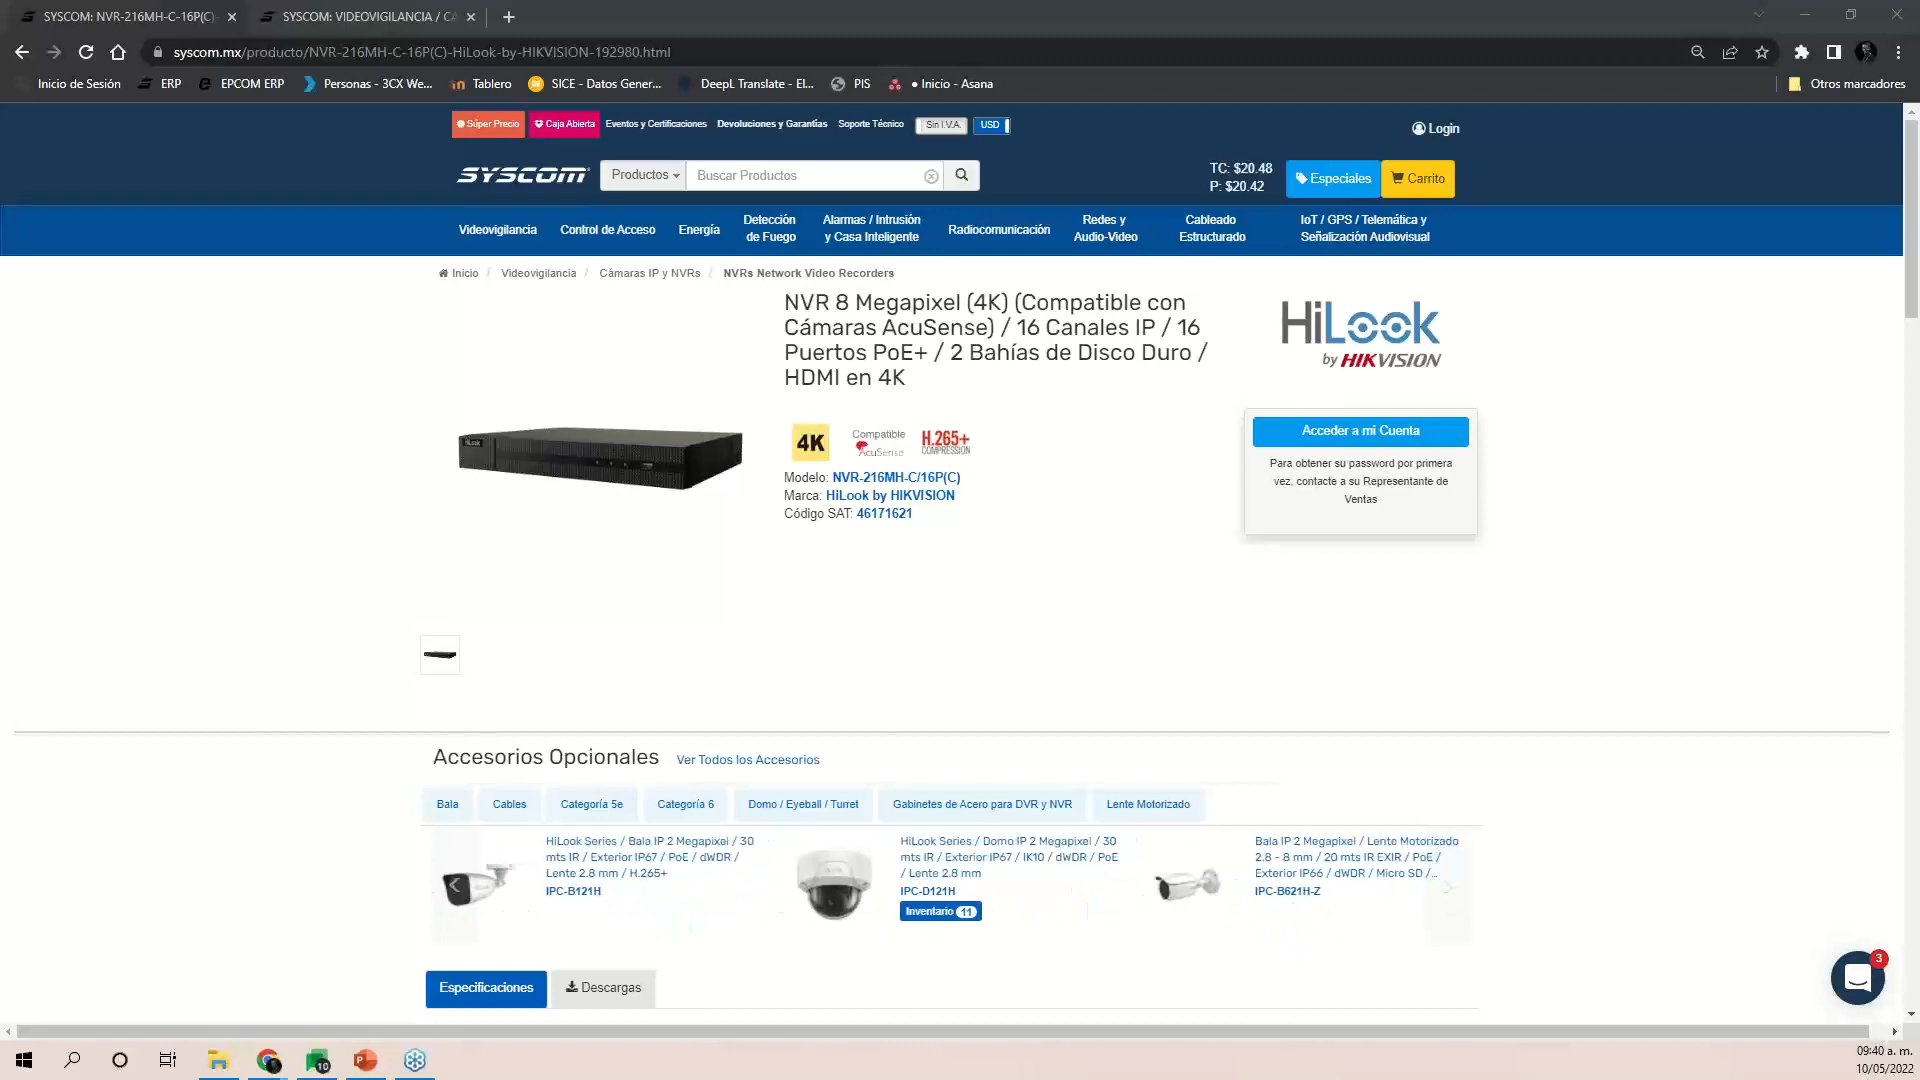 SYSCOM: NVR-216MH-C-16P(C)
SYSCOM: VIDEOVIGILANCIA / CA
syscom.mx/producto/NVR-216MH-C-16P(C)-HiLook-by-HIKVISION-192980.html
Inicio de Sesión
ERP
EPCOM ERP
Personas - 3CX We...
Tablero
SICE - Datos Gener...
DeepL Translate - El...
PIS
● Inicio - Asana
Otros marcadores
Súper Precio
Caja Abierta
Eventos y Certificaciones
Devoluciones y Garantías
Soporte Técnico
Sin I.V.A.
USD
Login
SYSCOM
Productos
Buscar Productos
TC: $20.48
P: $20.42
Especiales
Carrito
Videovigilancia
Control de Acceso
Energía
Detección
de Fuego
Alarmas / Intrusión
y Casa Inteligente
Radiocomunicación
Redes y
Audio-Video
Cableado
Estructurado
IoT / GPS / Telemática y
Señalización Audiovisual
Inicio / Videovigilancia / Cámaras IP y NVRs / NVRs Network Video Recorders
NVR 8 Megapixel (4K) (Compatible con
Cámaras AcuSense) / 16 Canales IP / 16
Puertos PoE+ / 2 Bahías de Disco Duro /
HDMI en 4K
HiLook
by HIKVISION
HiLook
4K
Compatible
AcuSense
H.265+
COMPRESSION
Modelo: NVR-216MH-C/16P(C)
Marca: HiLook by HIKVISION
Código SAT: 46171621
Acceder a mi Cuenta
Para obtener su password por primera
vez, contacte a su Representante de
Ventas
Accesorios Opcionales
Ver Todos los Accesorios
Bala
Cables
Categoría 5e
Categoría 6
Domo / Eyeball / Turret
Gabinetes de Acero para DVR y NVR
Lente Motorizado
HiLook Series / Bala IP 2 Megapixel / 30
mts IR / Exterior IP67 / PoE / dWDR /
Lente 2.8 mm / H.265+
IPC-B121H
HiLook Series / Domo IP 2 Megapixel / 30
mts IR / Exterior IP67 / IK10 / dWDR / PoE
/ Lente 2.8 mm
IPC-D121H
Inventario 11
Bala IP 2 Megapixel / Lente Motorizado
2.8 - 8 mm / 20 mts IR EXIR / PoE /
Exterior IP66 / dWDR / Micro SD /...
IPC-B621H-Z
Especificaciones
Descargas
3
10
09:40 a. m.
10/05/2022